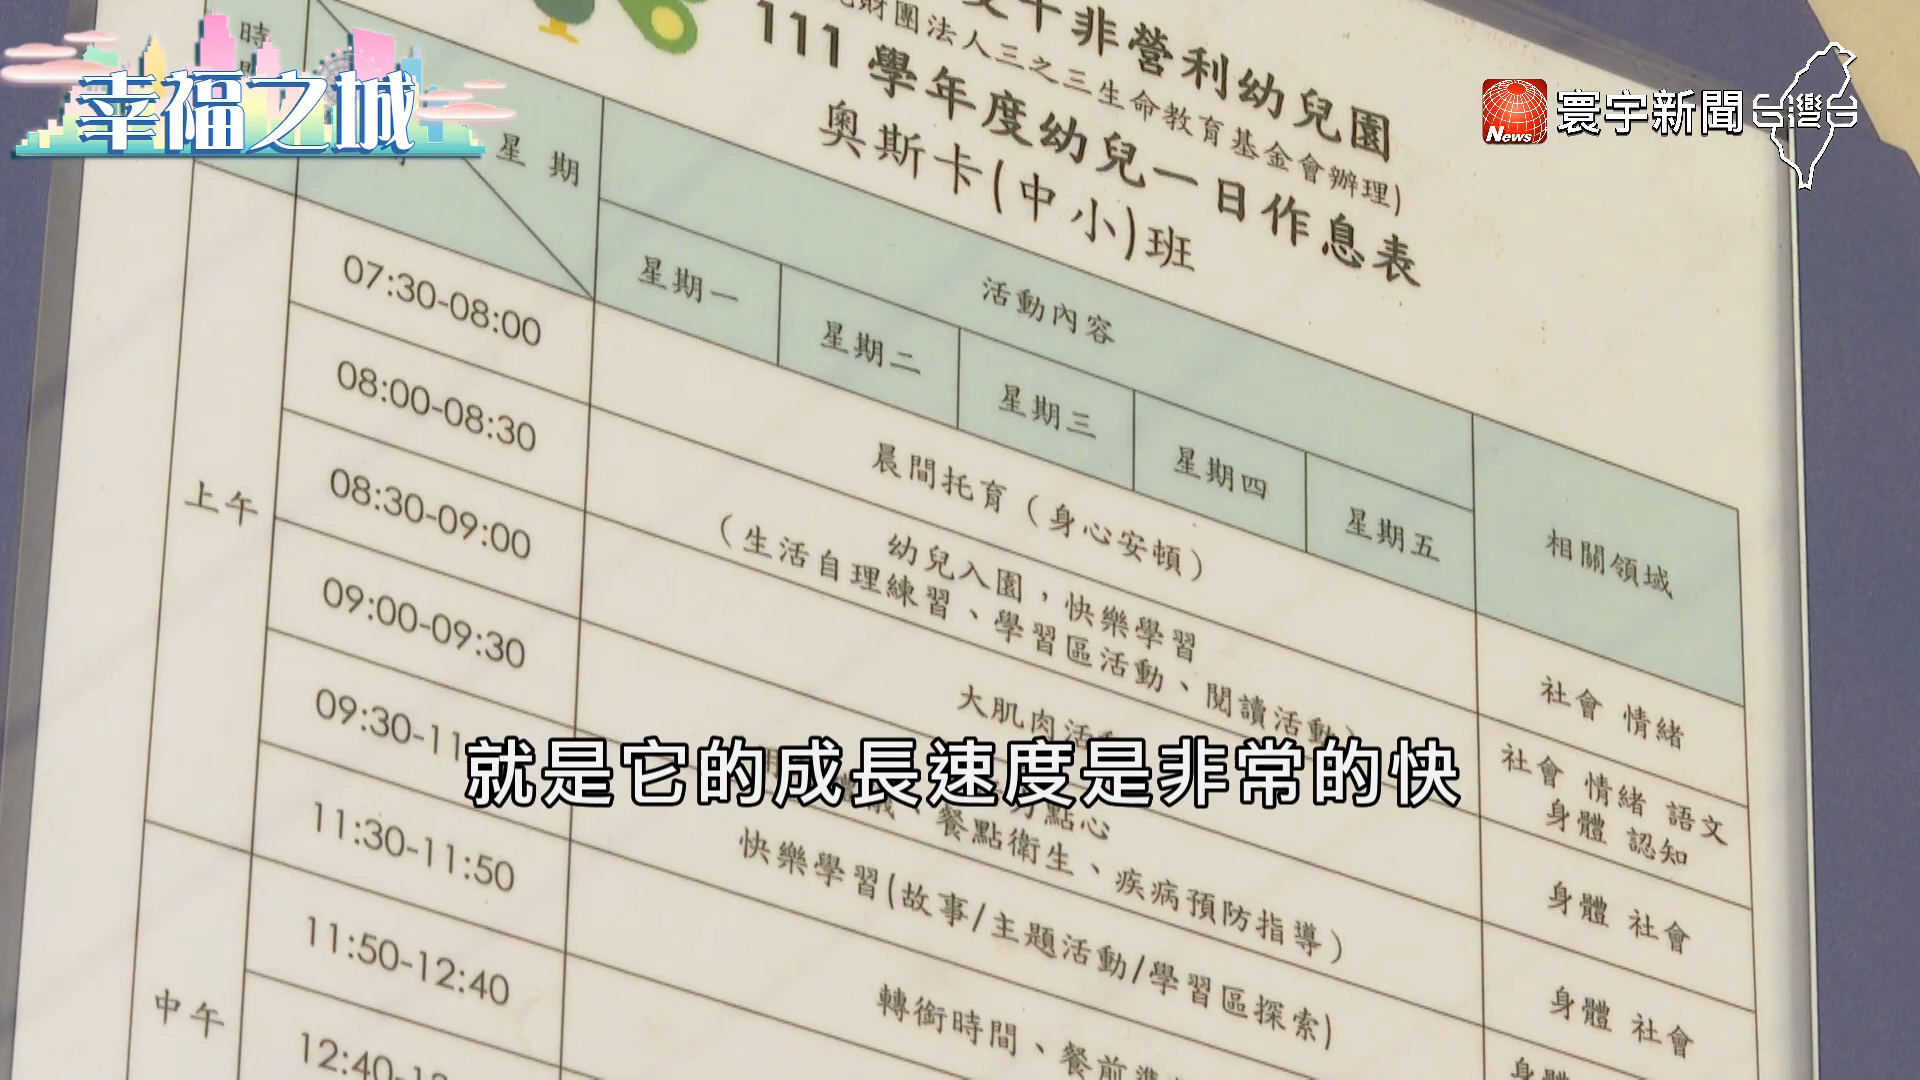 幸福之城
寰宇新聞
台灣
News
非營利幼兒園
財團法人三之三生命教育基金會辦理)
111 學年度幼兒一日作息表
奧斯卡(中小)班
時
星 期
活動內容
相關領域
星期一
星期二
星期三
星期四
星期五
上午
07:30-08:00
晨間托育(身心安頓)
社會 情緒
08:00-08:30
幼兒入園,快樂學習
(生活自理練習、學習區活動、閱讀活動)
社會 情緒 語文
身體 認知
08:30-09:00
大肌肉活
身體 社會
09:00-09:30
點心
、餐點衛生、疾病預防指導)
身體 社會
09:30-11
快樂學習(故事/主題活動/學習區探索)
11:30-11:50
轉銜時間、餐前
中午
11:50-12:40
12:40-
就是它的成長速度是非常的快